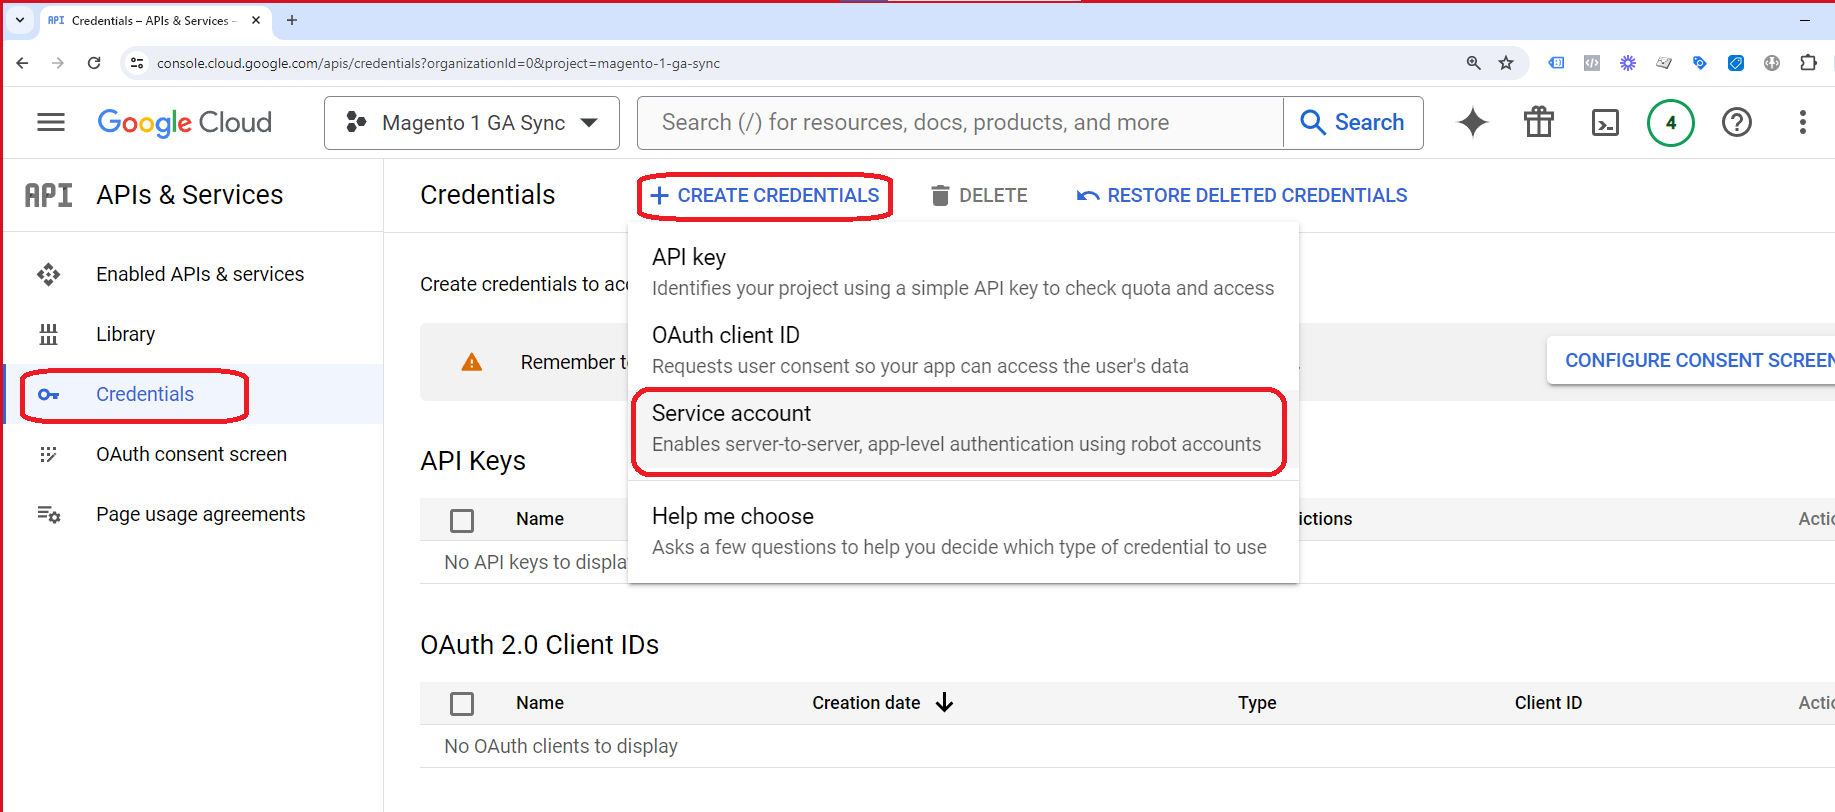 API Credentials – APIs & Services –
console.cloud.google.com/apis/credentials?organizationId=0&project=magento-1-ga-sync
Google Cloud
Magento 1 GA Sync
Search (/) for resources, docs, products, and more
Search
4
API APIs & Services
Credentials
CREATE CREDENTIALS
DELETE
RESTORE DELETED CREDENTIALS
Enabled APIs & services
Library
Credentials
OAuth consent screen
Page usage agreements
Create credentials to
API key
Identifies your project using a simple API key to check quota and access
OAuth client ID
Requests user consent so your app can access the user's data
Service account
Enables server-to-server, app-level authentication using robot accounts
Help me choose
Asks a few questions to help you decide which type of credential to use
Remember
CONFIGURE CONSENT SCREEN
API Keys
Name
No API keys to
OAuth 2.0 Client IDs
Name Creation date Type Client ID
No OAuth clients to display